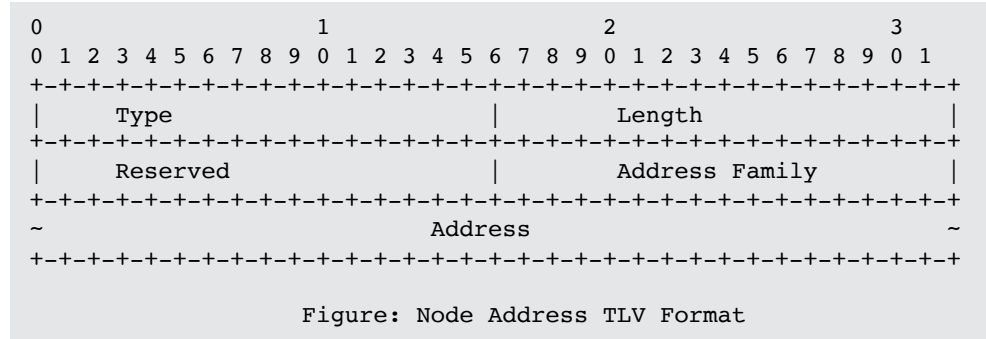 0                   1                   2                   3
0 1 2 3 4 5 6 7 8 9 0 1 2 3 4 5 6 7 8 9 0 1 2 3 4 5 6 7 8 9 0 1
+-+-+-+-+-+-+-+-+-+-+-+-+-+-+-+-+-+-+-+-+-+-+-+-+-+-+-+-+-+-+-+-+
|     Type                      |        Length                 |
+-+-+-+-+-+-+-+-+-+-+-+-+-+-+-+-+-+-+-+-+-+-+-+-+-+-+-+-+-+-+-+-+
|     Reserved                  |        Address Family         |
+-+-+-+-+-+-+-+-+-+-+-+-+-+-+-+-+-+-+-+-+-+-+-+-+-+-+-+-+-+-+-+-+
~                           Address                             ~
+-+-+-+-+-+-+-+-+-+-+-+-+-+-+-+-+-+-+-+-+-+-+-+-+-+-+-+-+-+-+-+-+
Figure: Node Address TLV Format